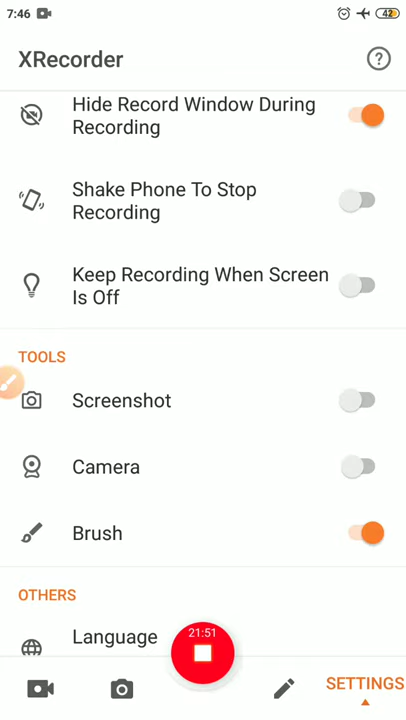 7:46
42
XRecorder
?
Hide Record Window During
Recording
Shake Phone To Stop
Recording
Keep Recording When Screen
Is Off
TOOLS
Screenshot
Camera
Brush
OTHERS
Language
21:51
SETTINGS